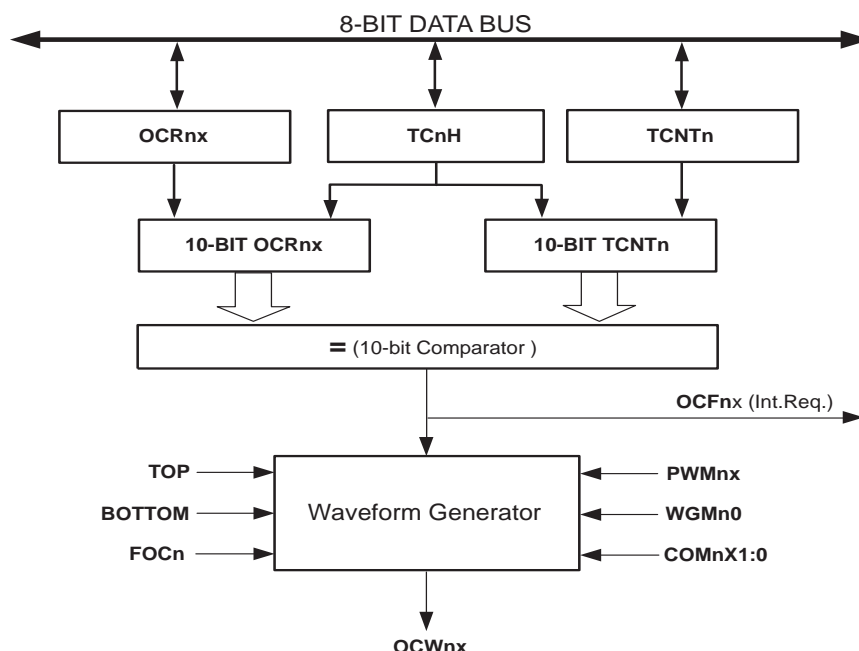 8-BIT DATA BUS
OCRnx
TCnH
TCNTn
10-BIT OCRnx
10-BIT TCNTn
= (10-bit Comparator )
OCFnx (Int.Req.)
TOP
BOTTOM
FOCn
Waveform Generator
PWMnx
WGMn0
COMnX1:0
OCWnx